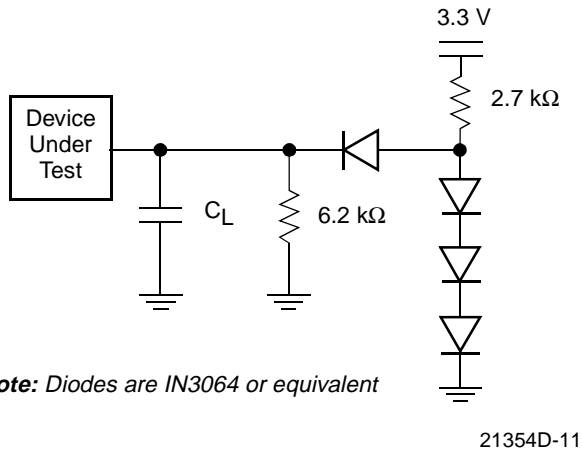 3.3 V
2.7 kΩ
Device
Under
Test
C_L
6.2 kΩ
ote: Diodes are IN3064 or equivalent
21354D-11